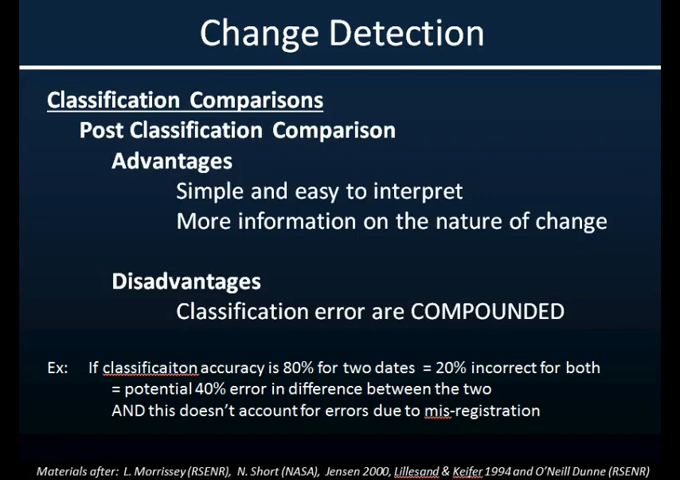 Change Detection
Classification Comparisons
Post Classification Comparison
Advantages
Simple and easy to interpret
More information on the nature of change
Disadvantages
Classification error are COMPOUNDED
Ex: If classificaiton accuracy is 80% for two dates = 20% incorrect for both
= potential 40% error in difference between the two
AND this doesn't account for errors due to mis-registration
Materials after: L. Morrissey (RSENR), N. Short (NASA), Jensen 2000, Lillesand & Keifer 1994 and O'Neill Dunne (RSENR)